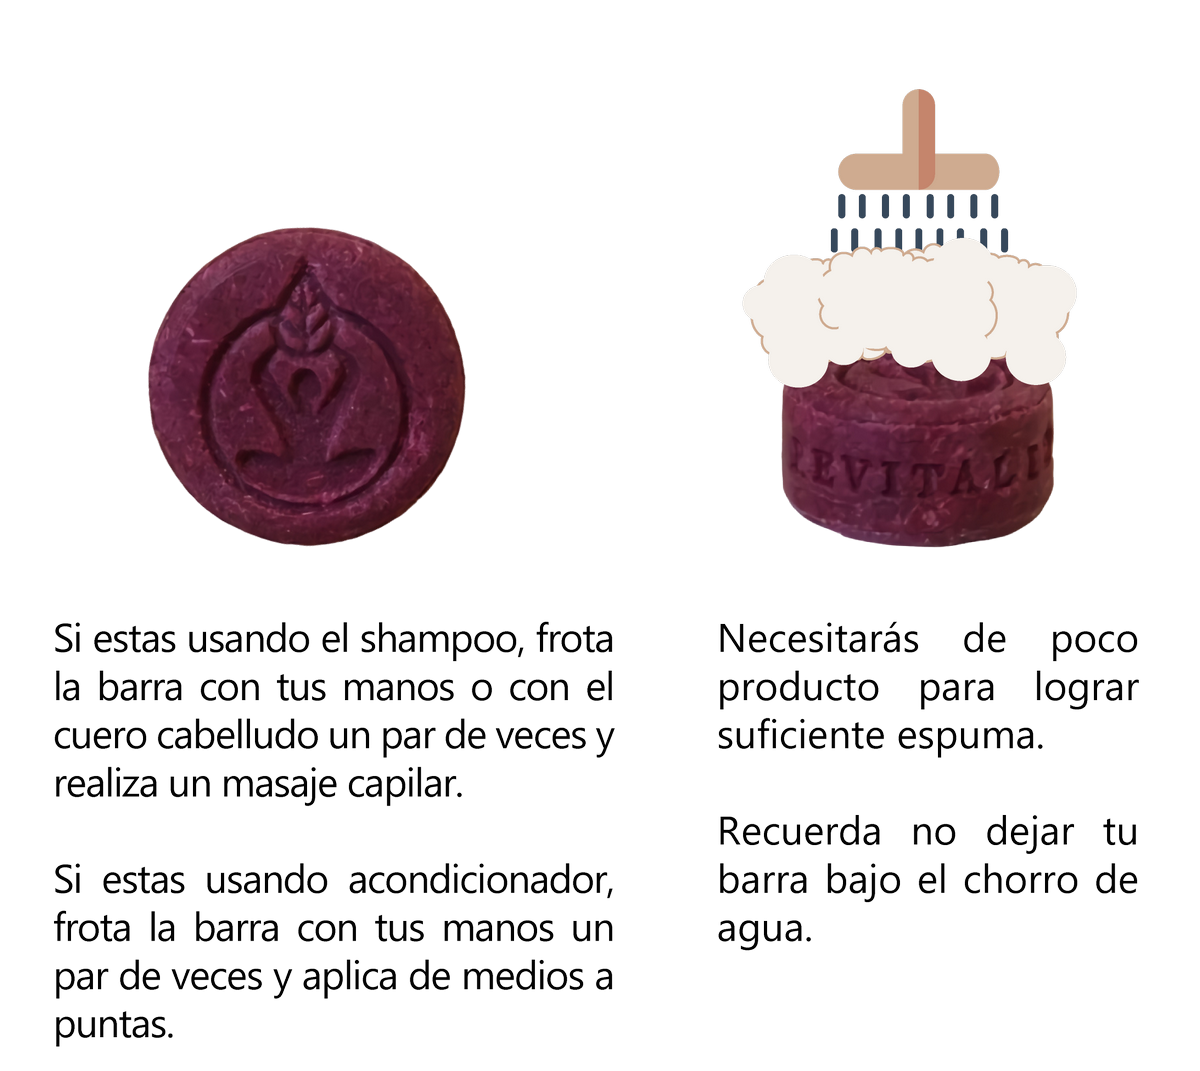 LEVITALI
Si estas usando el shampoo, frota
la barra con tus manos o con el
cuero cabelludo un par de veces y
realiza un masaje capilar.
Si estas usando acondicionador,
frota la barra con tus manos un
par de veces y aplica de medios a
puntas.
Necesitarás de poco
producto para lograr
suficiente espuma.
Recuerda no dejar tu
barra bajo el chorro de
agua.